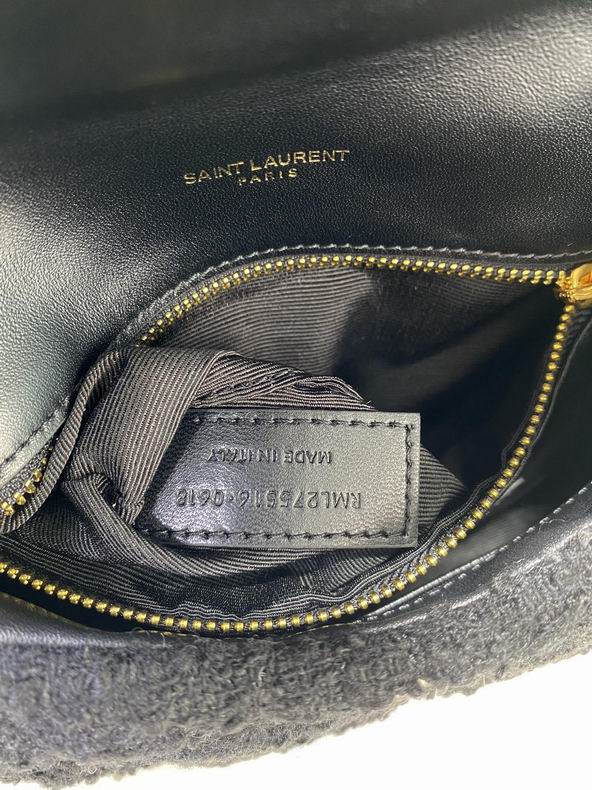 SAINT LAURENT
PARIS
RML275516·0618
MADE IN ITALY